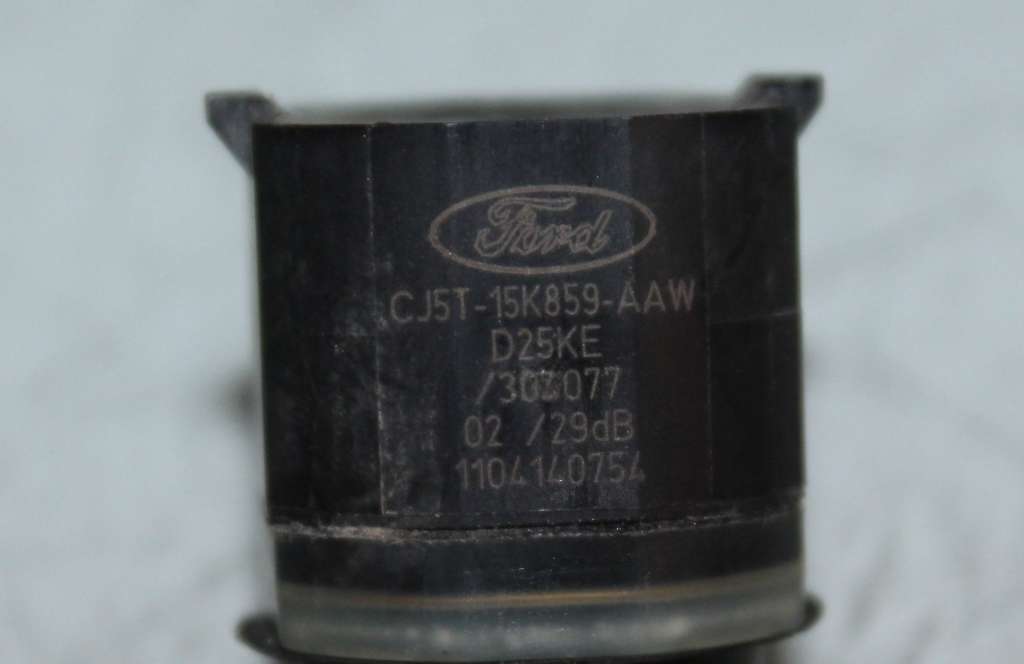 Ford
CJ5T-15K859-AAW
D25KE
02 /29dB
1104140754